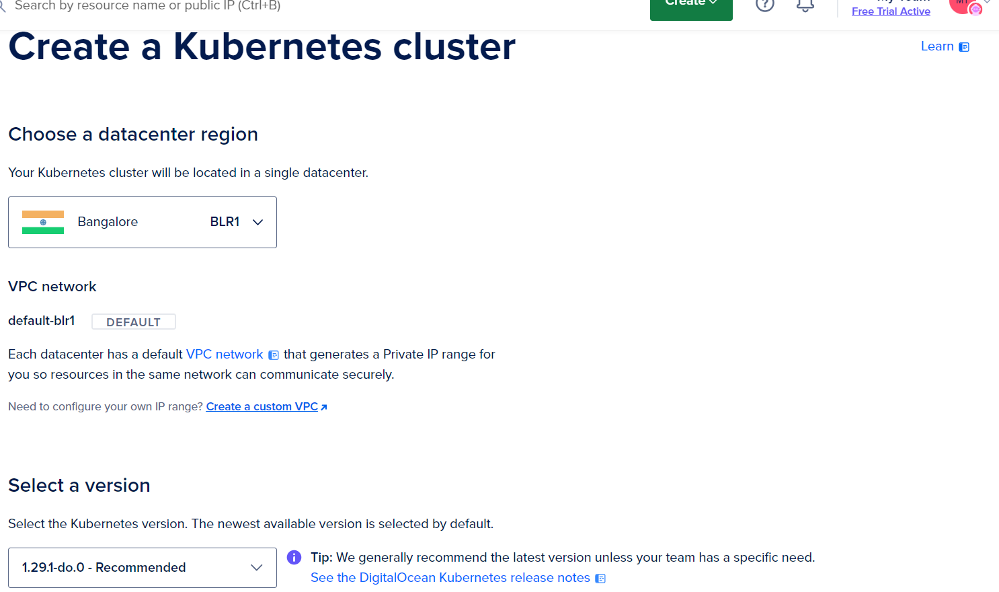 Search by resource name or public IP (Ctrl+B)
Create
My Team
Free Trial Active
MT
Create a Kubernetes cluster
Learn
Choose a datacenter region
Your Kubernetes cluster will be located in a single datacenter.
Bangalore BLR1
VPC network
default-blr1 DEFAULT
Each datacenter has a default VPC network that generates a Private IP range for
you so resources in the same network can communicate securely.
Need to configure your own IP range? Create a custom VPC
Select a version
Select the Kubernetes version. The newest available version is selected by default.
1.29.1-do.0 - Recommended
Tip: We generally recommend the latest version unless your team has a specific need.
See the DigitalOcean Kubernetes release notes